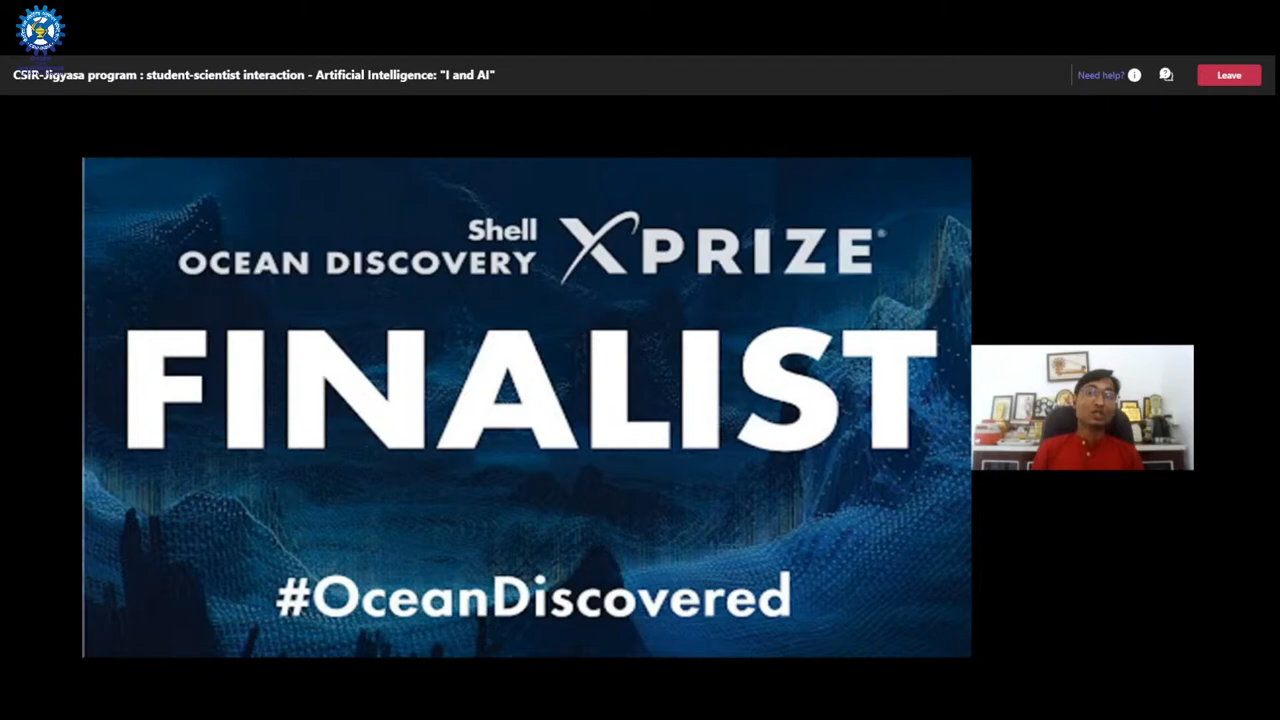 CSIR-Jigyasa program : student-scientist interaction - Artificial Intelligence: "I and AI"
Need help?
Leave
Shell
OCEAN DISCOVERY XPRIZE®
FINALIST
#OceanDiscovered